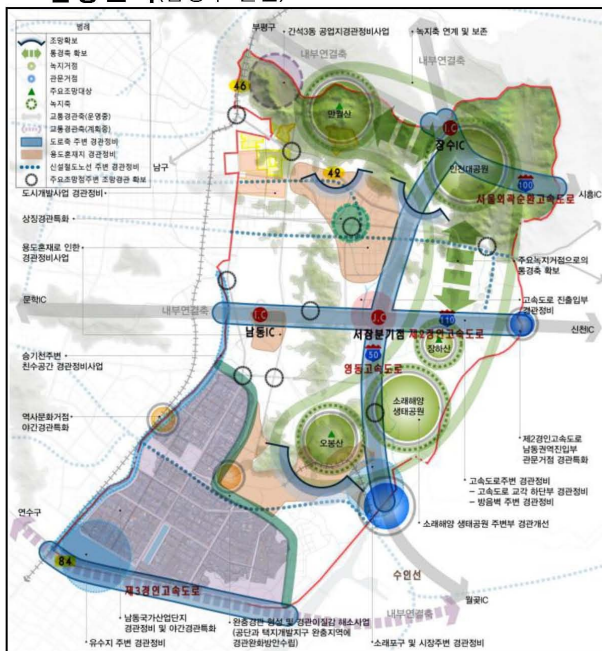 범례
조망확보
통경축 확보
녹지거점
관문거점
주요조망대상
녹지축
교통경관축(운영중)
교통경관축(계획중)
도로축 주변 경관정비
용도혼재지 경관정비
신설철도노선 주변 경관정비
주요조망점주변 조망경관 확보
부평구
간석3동 공업지경관정비사업
녹지축 연계 및 보존
내부연결축
내부연결축
46
만월산
J.C
장수IC
인천대공원
100
서울외곽순환고속도로
시흥IC
남구
도시개발사업 경관정비
상징경관특화
용도혼재로 인한
경관정비사업
주요녹지거점으로의
통경축 확보
고속도로 진출입부
경관정비
문학IC
내부연결축
I.C
남동IC
J.C
서창분기점
110
제2경인고속도로
신천IC
50
영동고속도로
장하산
승기천주변
친수공간 경관정비사업
소래해양
생태공원
역사문화거점
야간경관특화
오봉산
제2경인고속도로
남동권역진입부
관문거점 경관특화
고속도로주변 경관정비
– 고속도로 교각 하단부 경관정비
– 방음벽 주변 경관정비
연수구
소래해양 생태공원 주변부 경관개선
84
제3경인고속도로
수인선
월곶IC
내부연결축
남동국가산업단지
경관정비 및 야간경관특화
완충경관 형성 및 경관이질감 해소사업
(공단과 택지개발지구 완충지역에
경관완화방안수립)
유수지 주변 경관정비
소래포구 및 시장주변 경관정비